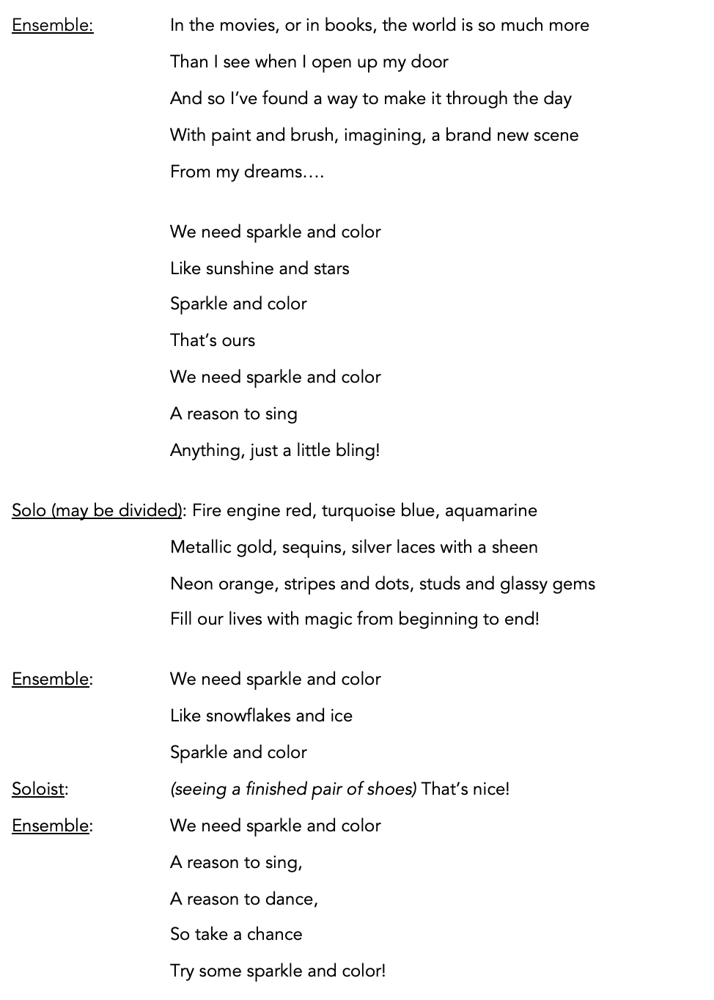 Ensemble: In the movies, or in books, the world is so much more
Than I see when I open up my door
And so I've found a way to make it through the day
With paint and brush, imagining, a brand new scene
From my dreams….
We need sparkle and color
Like sunshine and stars
Sparkle and color
That's ours
We need sparkle and color
A reason to sing
Anything, just a little bling!
Solo (may be divided): Fire engine red, turquoise blue, aquamarine
Metallic gold, sequins, silver laces with a sheen
Neon orange, stripes and dots, studs and glassy gems
Fill our lives with magic from beginning to end!
Ensemble: We need sparkle and color
Like snowflakes and ice
Sparkle and color
Soloist: (seeing a finished pair of shoes) That's nice!
Ensemble: We need sparkle and color
A reason to sing,
A reason to dance,
So take a chance
Try some sparkle and color!